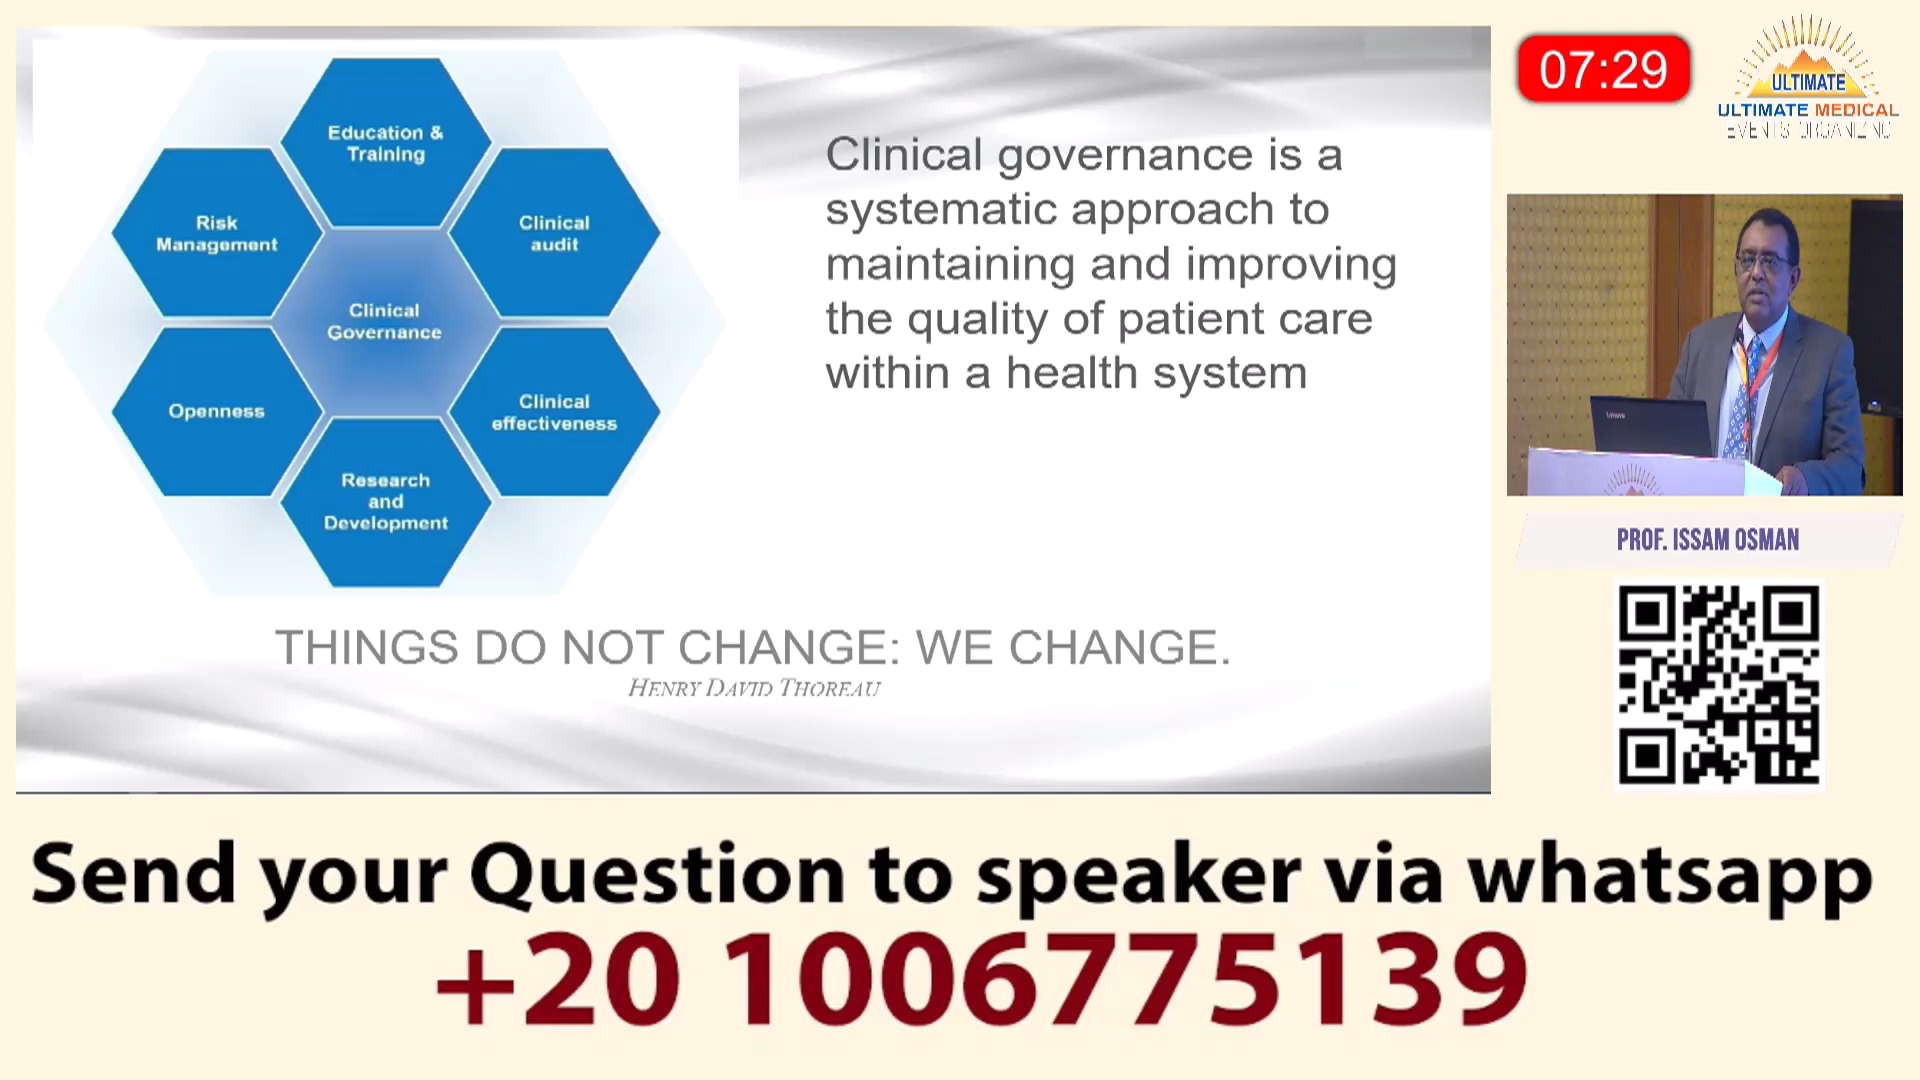 Education &
Training
Risk
Management
Clinical
audit
Clinical
Governance
Openness
Clinical
effectiveness
Research
and
Development
Clinical governance is a
systematic approach to
maintaining and improving
the quality of patient care
within a health system
THINGS DO NOT CHANGE: WE CHANGE.
HENRY DAVID THOREAU
07:29
ULTIMATE
ULTIMATE MEDICAL
EVENTS ORGANIZING
Lenovo
PROF. ISSAM OSMAN
Send your Question to speaker via whatsapp
+20 1006775139